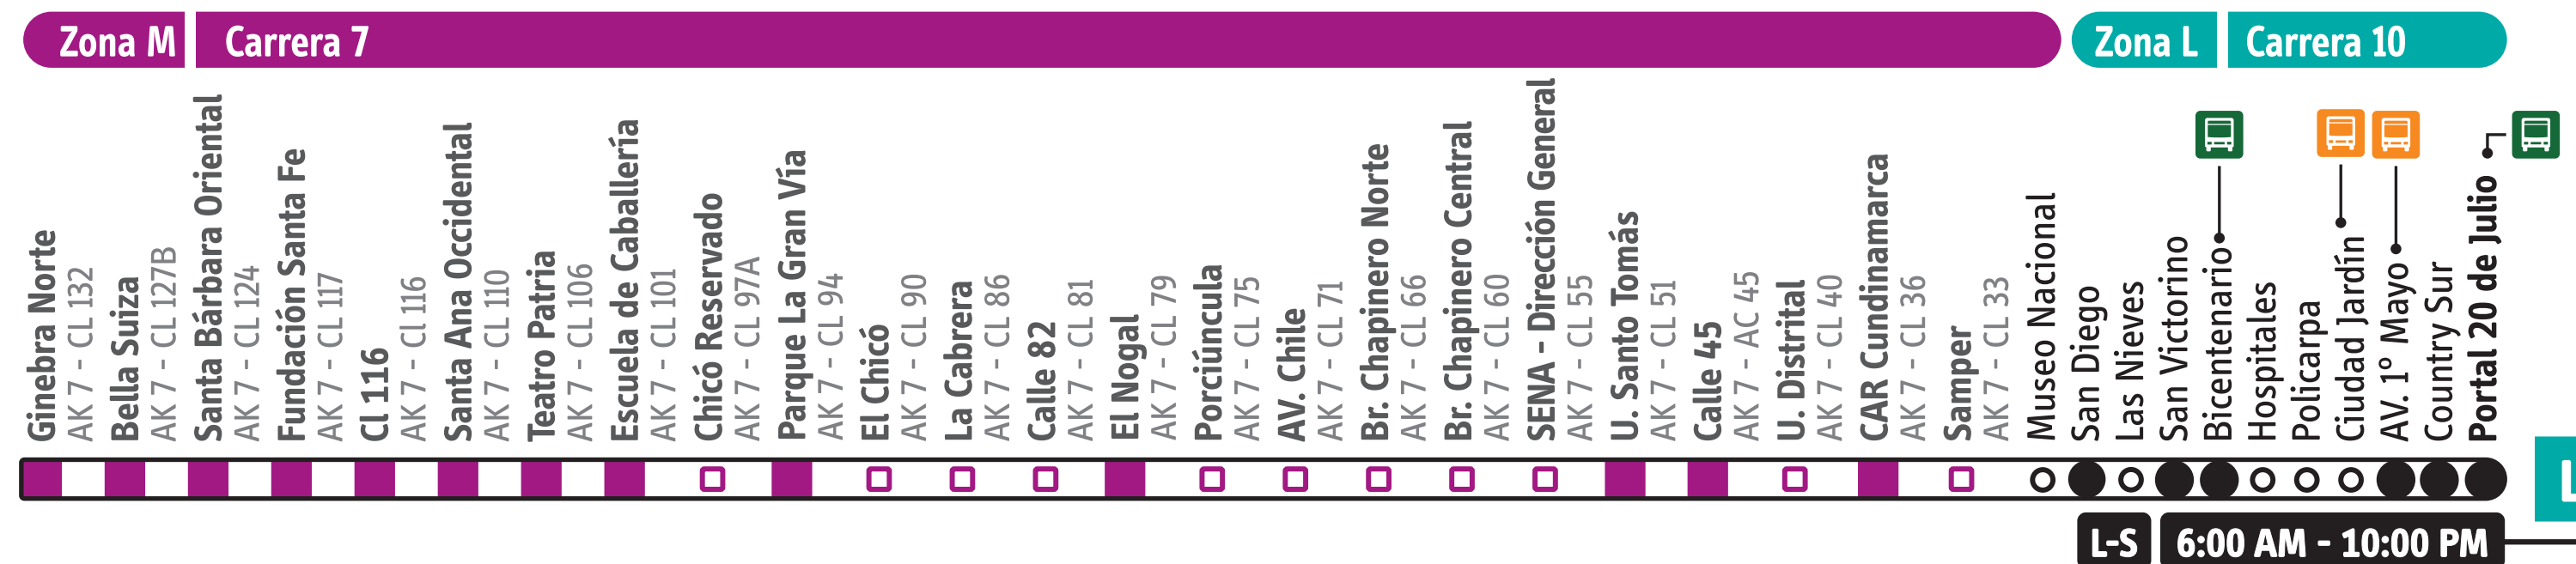 Zona M
Carrera 7
Zona L
Carrera 10
Ginebra Norte
AK 7 - CL 132
Bella Suiza
AK 7 - CL 127B
Santa Bárbara Oriental
AK 7 - CL 124
Fundación Santa Fe
AK 7 - CL 117
Cl 116
AK 7 - Cl 116
Santa Ana Occidental
AK 7 - CL 110
Teatro Patria
AK 7 - CL 106
Escuela de Caballería
AK 7 - CL 101
Chicó Reservado
AK 7 - CL 97A
Parque La Gran Vía
AK 7 - CL 94
El Chicó
AK 7 - CL 90
La Cabrera
AK 7 - CL 86
Calle 82
AK 7 - CL 81
El Nogal
AK 7 - CL 79
Porciúncula
AK 7 - CL 75
AV. Chile
AK 7 - CL 71
Br. Chapinero Norte
AK 7 - CL 66
Br. Chapinero Central
AK 7 - CL 60
SENA - Dirección General
AK 7 - CL 55
U. Santo Tomás
AK 7 - CL 51
Calle 45
AK 7 - AC 45
U. Distrital
AK 7 - CL 40
CAR Cundinamarca
AK 7 - CL 36
Samper
AK 7 - CL 33
Museo Nacional
San Diego
Las Nieves
San Victorino
Bicentenario
Hospitales
Policarpa
Ciudad Jardín
AV. 1º Mayo
Country Sur
Portal 20 de Julio
L-S
6:00 AM - 10:00 PM